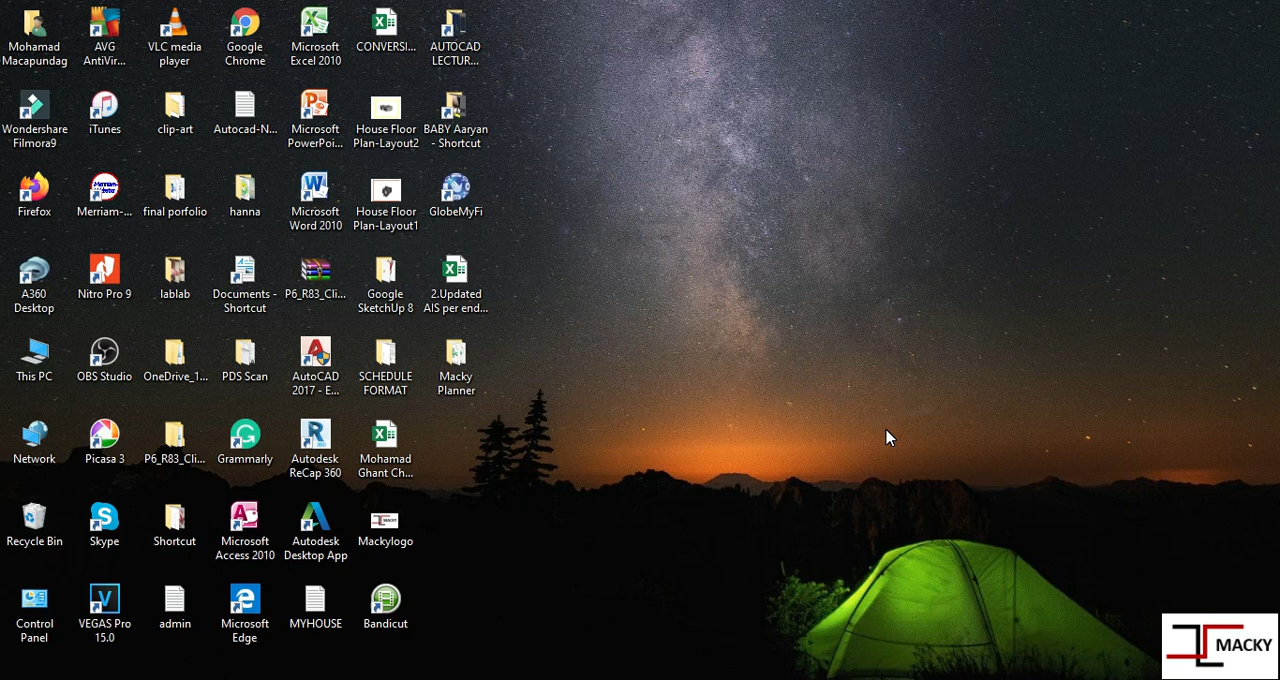 Mohamad
Macapundag
AVG
AntiVir...
VLC media
player
Google
Chrome
Microsoft
Excel 2010
CONVERSI...
AUTOCAD
LECTUR...
Wondershare
Filmora9
iTunes
clip-art
Autocad-N...
Microsoft
PowerPoi...
House Floor
Plan-Layout2
BABY Aaryan
- Shortcut
Firefox
Merriam-...
final porfolio
hanna
Microsoft
Word 2010
House Floor
Plan-Layout1
GlobeMyFi
A360
Desktop
Nitro Pro 9
lablab
Documents -
Shortcut
P6_R83_Cli...
Google
SketchUp 8
2.Updated
AIS per end...
This PC
OBS Studio
OneDrive_1...
PDS Scan
AutoCAD
2017 - E...
SCHEDULE
FORMAT
Macky
Planner
Network
Picasa 3
P6_R83_Cli...
Grammarly
Autodesk
ReCap 360
Mohamad
Ghant Ch...
Recycle Bin
Skype
Shortcut
Microsoft
Access 2010
Autodesk
Desktop App
Mackylogo
Control
Panel
VEGAS Pro
15.0
admin
Microsoft
Edge
MYHOUSE
Bandicut
MACKY